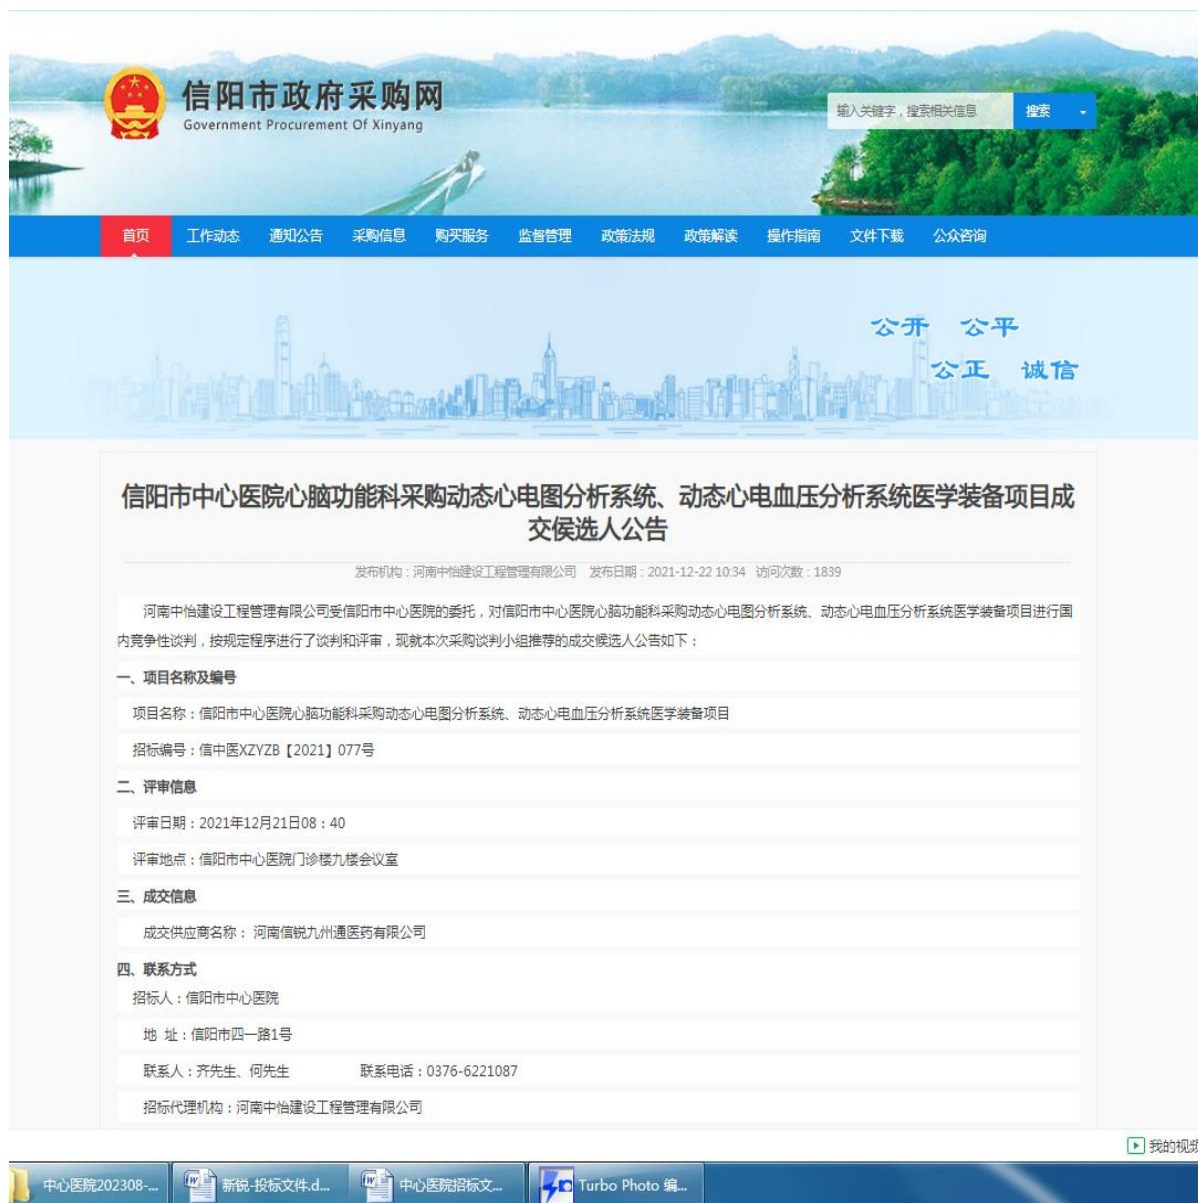 信阳市政府采购网
Government Procurement Of Xinyang
输入关键字，搜索相关信息 搜索
首页 工作动态 通知公告 采购信息 购买服务 监督管理 政策法规 政策解读 操作指南 文件下载 公众咨询
公开 公平
公正 诚信
信阳市中心医院心脑功能科采购动态心电图分析系统、动态心电血压分析系统医学装备项目成
交侯选人公告
发布机构：河南中怡建设工程管理有限公司 发布日期：2021-12-22 10:34 访问次数：1839
河南中怡建设工程管理有限公司受信阳市中心医院的委托，对信阳市中心医院心脑功能科采购动态心电图分析系统、动态心电血压分析系统医学装备项目进行国
内竞争性谈判，按规定程序进行了谈判和评审，现就本次采购谈判小组推荐的成交候选人公告如下：
一、项目名称及编号
项目名称：信阳市中心医院心脑功能科采购动态心电图分析系统、动态心电血压分析系统医学装备项目
招标编号：信中医XZYZB【2021】077号
二、评审信息
评审日期：2021年12月21日08：40
评审地点：信阳市中心医院门诊楼九楼会议室
三、成交信息
成交供应商名称： 河南信锐九州通医药有限公司
四、联系方式
招标人：信阳市中心医院
地 址：信阳市四一路1号
联系人：齐先生、何先生 联系电话：0376-6221087
招标代理机构：河南中怡建设工程管理有限公司
我的视频
中心医院202308-... 新锐-投标文件.d... 中心医院招标文... Turbo Photo 编...